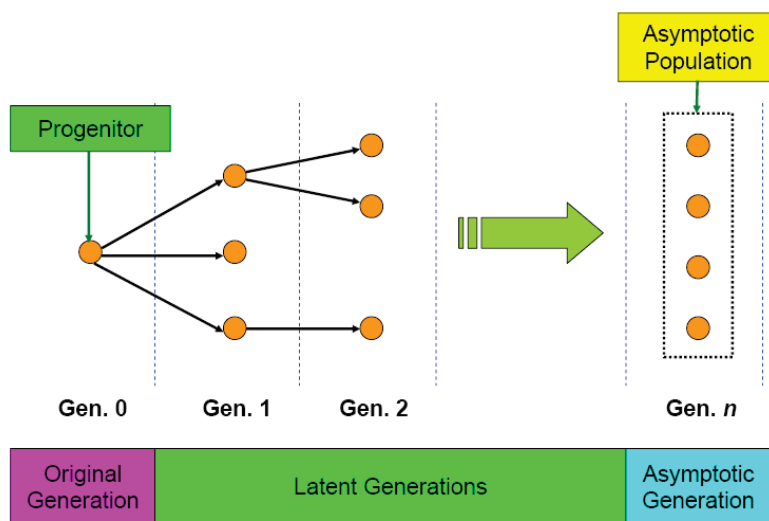 Asymptotic
Population
Progenitor
Gen. 0
Gen. 1
Gen. 2
Gen. n
Original
Generation
Latent Generations
Asymptotic
Generation